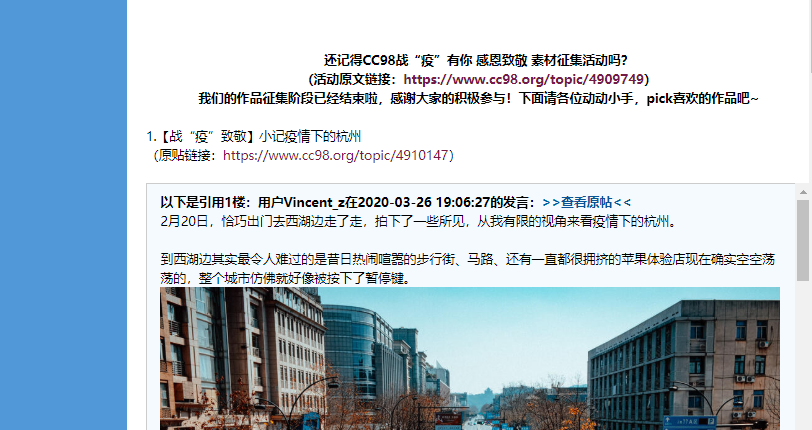 还记得CC98战“疫”有你 感恩致敬 素材征集活动吗？
（活动原文链接：https://www.cc98.org/topic/4909749）
我们的作品征集阶段已经结束啦，感谢大家的积极参与！下面请各位动动小手，pick喜欢的作品吧~
1.【战“疫”致敬】小记疫情下的杭州
（原贴链接：https://www.cc98.org/topic/4910147）
以下是引用1楼：用户Vincent_z在2020-03-26 19:06:27的发言：>>查看原帖<<
2月20日，恰巧出门去西湖边走了走，拍下了一些所见，从我有限的视角来看疫情下的杭州。
到西湖边其实最令人难过的是昔日热闹喧嚣的步行街、马路、还有一直都很拥挤的苹果体验店现在确实空空荡
荡的，整个城市仿佛就好像被按下了暂停键。